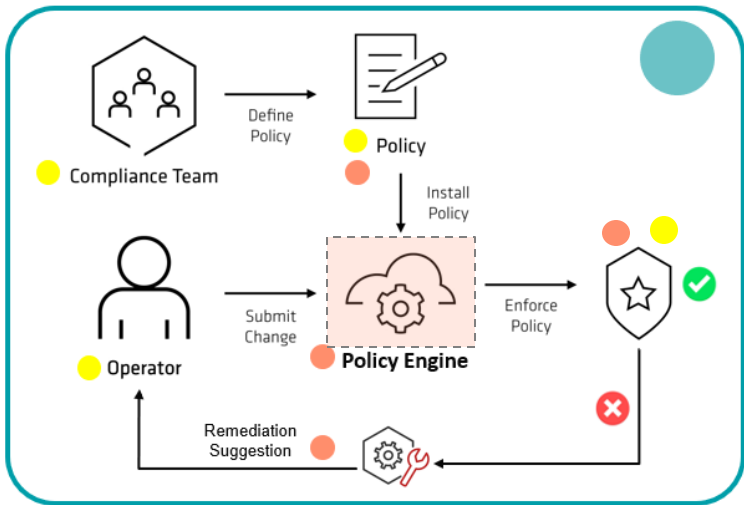 Define
Policy
Policy
Compliance Team
Install
Policy
Submit
Change
Enforce
Policy
Policy Engine
Operator
Remediation
Suggestion